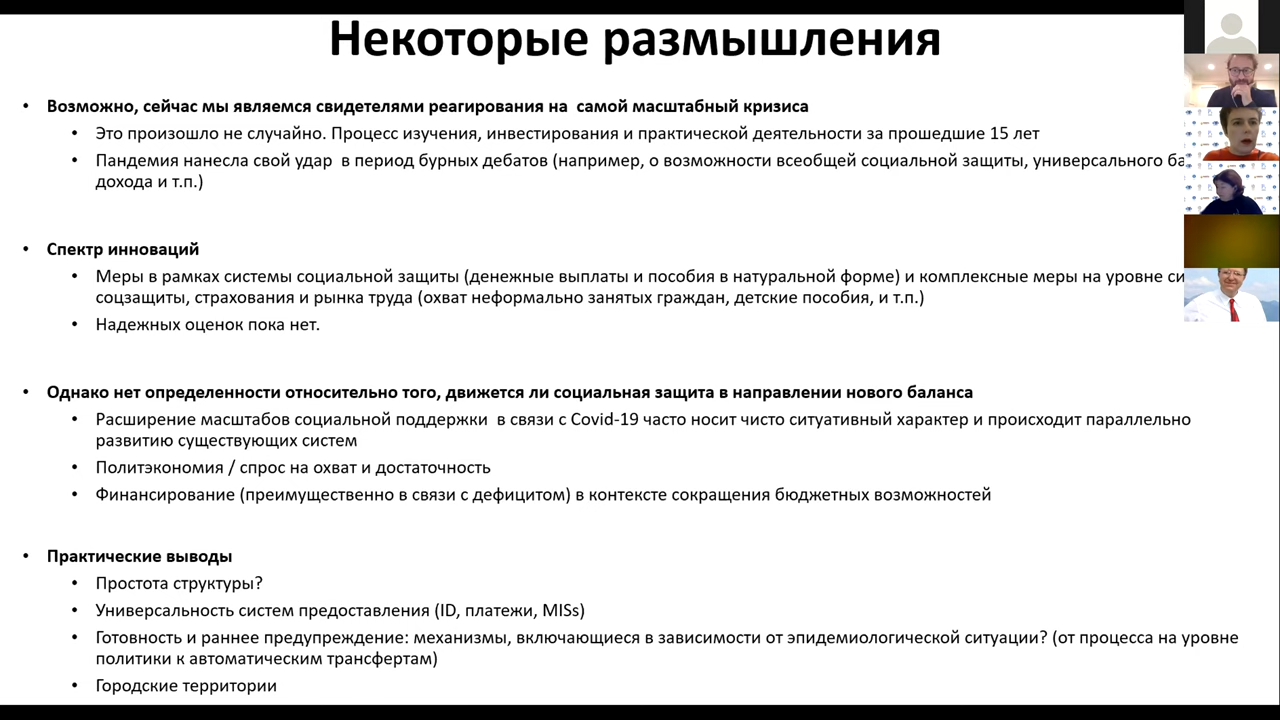 Некоторые размышления
• Возможно, сейчас мы являемся свидетелями реагирования на самой масштабный кризиса
• Это произошло не случайно. Процесс изучения, инвестирования и практической деятельности за прошедшие 15 лет
• Пандемия нанесла свой удар в период бурных дебатов (например, о возможности всеобщей социальной защиты, универсального
дохода и т.п.)
• Спектр инноваций
• Меры в рамках системы социальной защиты (денежные выплаты и пособия в натуральной форме) и комплексные меры на уровне
соцзащиты, страхования и рынка труда (охват неформально занятых граждан, детские пособия, и т.п.)
• Надежных оценок пока нет.
• Однако нет определенности относительно того, движется ли социальная защита в направлении нового баланса
• Расширение масштабов социальной поддержки в связи с Covid-19 часто носит чисто ситуативный характер и происходит параллельно
развитию существующих систем
• Политэкономия / спрос на охват и достаточность
• Финансирование (преимущественно в связи с дефицитом) в контексте сокращения бюджетных возможностей
• Практические выводы
• Простота структуры?
• Универсальность систем предоставления (ID, платежи, MISs)
• Готовность и раннее предупреждение: механизмы, включающиеся в зависимости от эпидемиологической ситуации? (от процесса на уровне
политики к автоматическим трансфертам)
• Городские территории